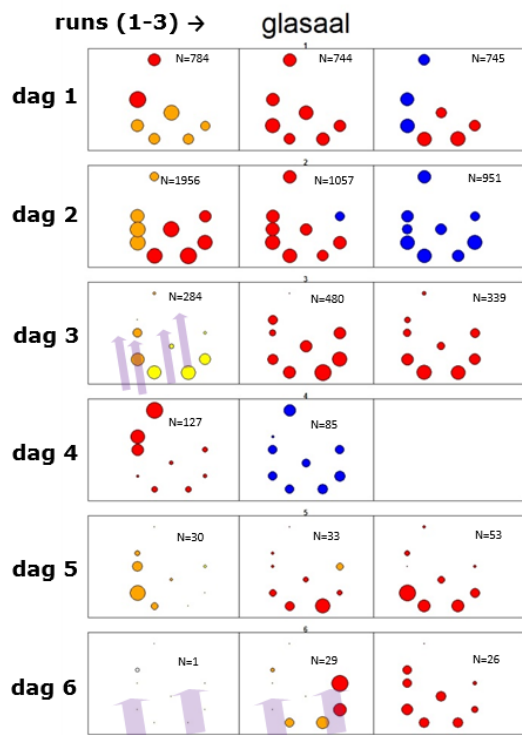 runs (1-3) → glasaal
1
dag 1 N=784 N=744 N=745
2
dag 2 N=1956 N=1057 N=951
3
dag 3 N=284 N=480 N=339
4
dag 4 N=127 N=85
5
dag 5 N=30 N=33 N=53
6
dag 6 N=1 N=29 N=26